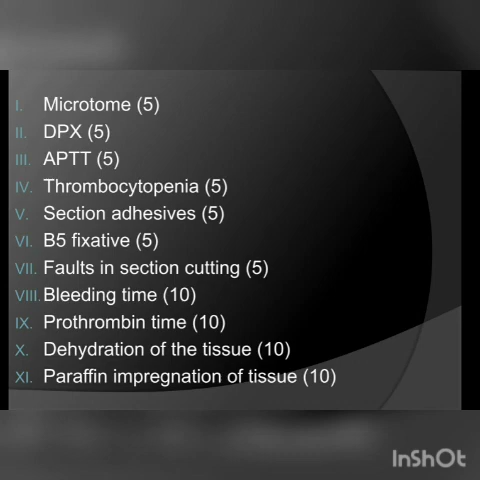 I. Microtome (5)
II. DPX (5)
III. APTT (5)
IV. Thrombocytopenia (5)
V. Section adhesives (5)
VI. B5 fixative (5)
VII. Faults in section cutting (5)
VIII. Bleeding time (10)
IX. Prothrombin time (10)
X. Dehydration of the tissue (10)
XI. Paraffin impregnation of tissue (10)
InShOt